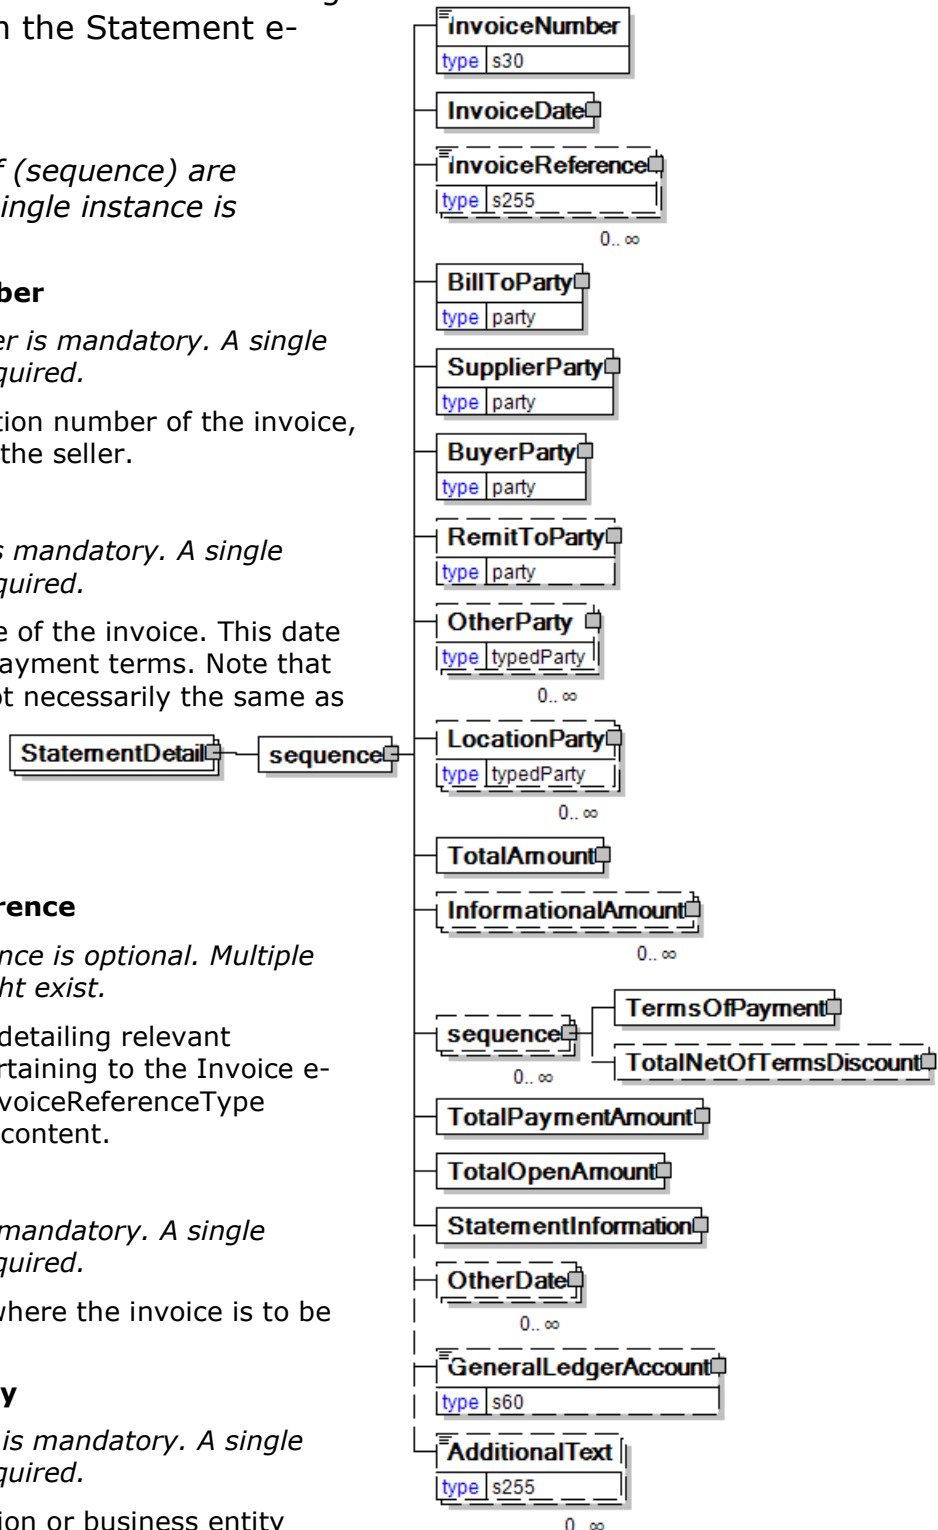 n the Statement e-
f (sequence) are
ingle instance is
ber
er is mandatory. A single
quired.
tion number of the invoice,
the seller.
s mandatory. A single
quired.
e of the invoice. This date
payment terms. Note that
ot necessarily the same as
rence
nce is optional. Multiple
ht exist.
detailing relevant
rtaining to the Invoice e-
voiceReferenceType
content.
mandatory. A single
quired.
where the invoice is to be
y
is mandatory. A single
quired.
ion or business entity
StatementDetail
sequence
InvoiceNumber
type s30
InvoiceDate
InvoiceReference
type s255
0.. ∞
BillToParty
type party
SupplierParty
type party
BuyerParty
type party
RemitToParty
type party
OtherParty
type typedParty
0.. ∞
LocationParty
type typedParty
0.. ∞
TotalAmount
InformationalAmount
0.. ∞
sequence
0.. ∞
TermsOfPayment
TotalNetOfTermsDiscount
TotalPaymentAmount
TotalOpenAmount
StatementInformation
OtherDate
0.. ∞
GeneralLedgerAccount
type s60
AdditionalText
type s255
0.. ∞